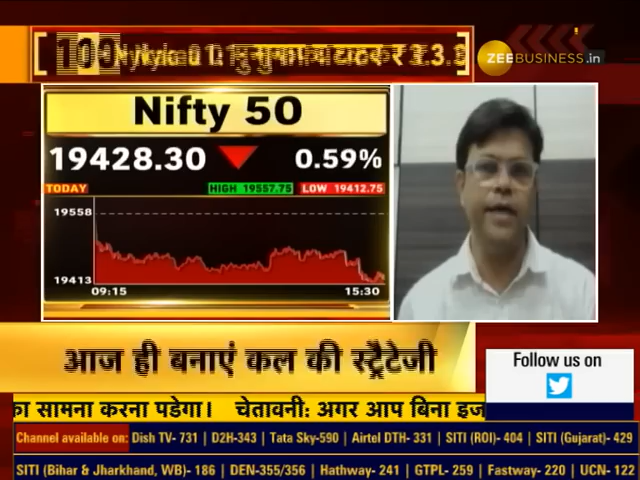 ZEEBUSINESS.in
Nifty 50
19428.30 0.59%
TODAY HIGH 19557.75 LOW 19412.75
19558
19413
09:15 15:30
आज ही बनाएं कल की स्ट्रैटेजी
Follow us on
का सामना करना पडेगा। चेतावनी: अगर आप बिना इज
Channel available on: Dish TV- 731 | D2H-343 | Tata Sky-590 | Airtel DTH- 331 | SITI (ROI)- 404 | SITI (Gujarat)- 429
SITI (Bihar & Jharkhand, WB)- 186 | DEN-355/356 | Hathway- 241 | GTPL- 259 | Fastway- 220 | UCN- 122